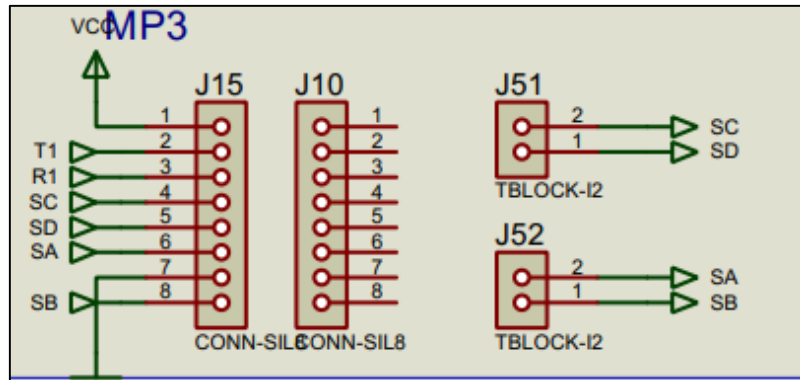 VCC
MP3
J15
J10
J51
1
2
3
4
5
6
7
8
T1
R1
SC
SD
SA
SB
CONN-SIL8
1
2
3
4
5
6
7
8
CONN-SIL8
2
1
SC
SD
TBLOCK-I2
J52
2
1
SA
SB
TBLOCK-I2